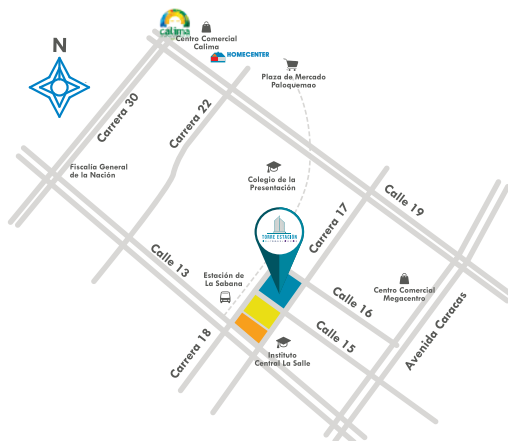 calima
Centro Comercial
Calima
HOMECENTER
N
Plaza de Mercado
Paloquemao
Carrera 30
Carrera 22
Fiscalía General
de la Nación
Colegio de la
Presentación
Calle 19
Carrera 17
TORRE ESTACIÓN
Calle 13
Estación de
La Sabana
Centro Comercial
Megacentro
Calle 16
Avenida Caracas
Calle 15
Carrera 18
Instituto
Central La Salle